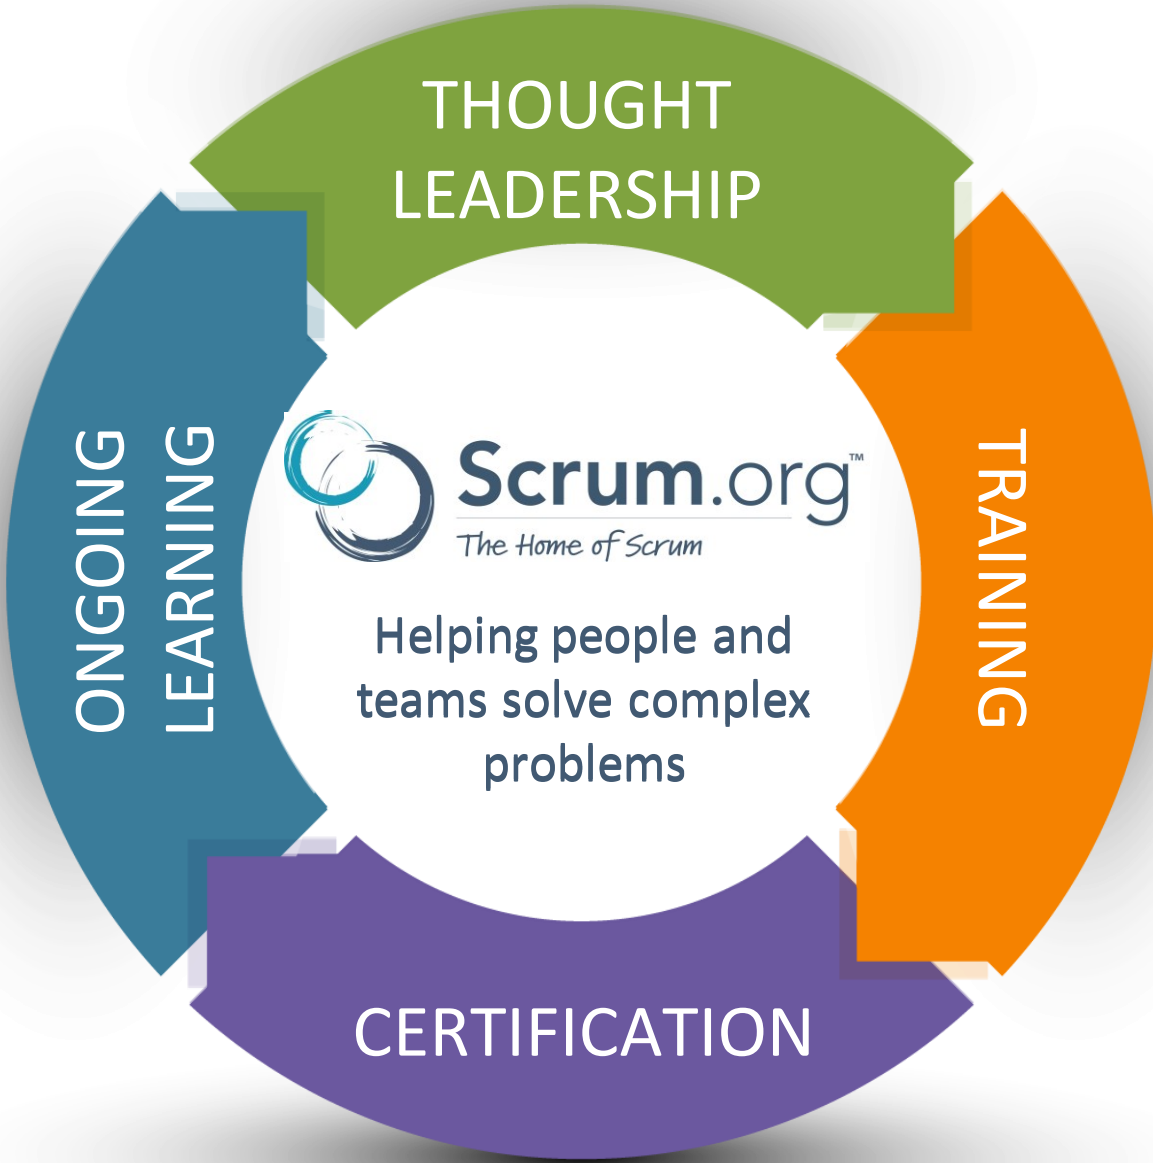 THOUGHT
LEADERSHIP
TRAINING
CERTIFICATION
ONGOING
LEARNING
Scrum.org™
The Home of Scrum
Helping people and
teams solve complex
problems